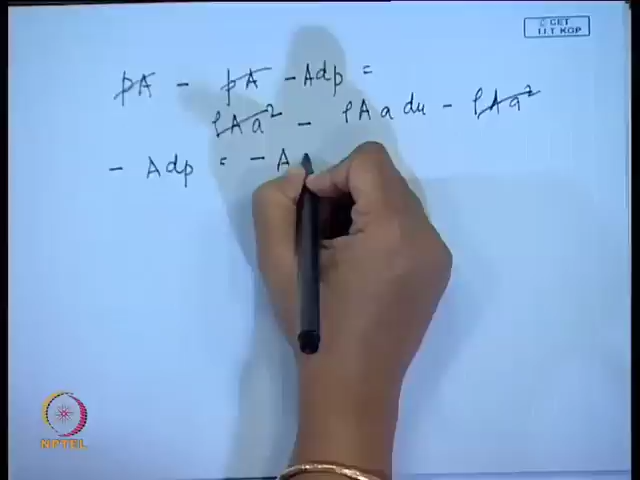 © CET
I.I.T. KGP
pA - pA - Adp =
ρAa² - ρAa du - ρAa²
- Adp = - A
NPTEL